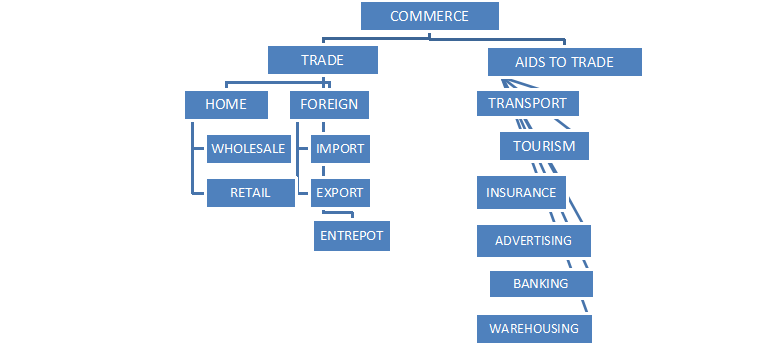 COMMERCE
TRADE
AIDS TO TRADE
HOME
FOREIGN
TRANSPORT
WHOLESALE
IMPORT
TOURISM
RETAIL
EXPORT
INSURANCE
ENTREPOT
ADVERTISING
BANKING
WAREHOUSING